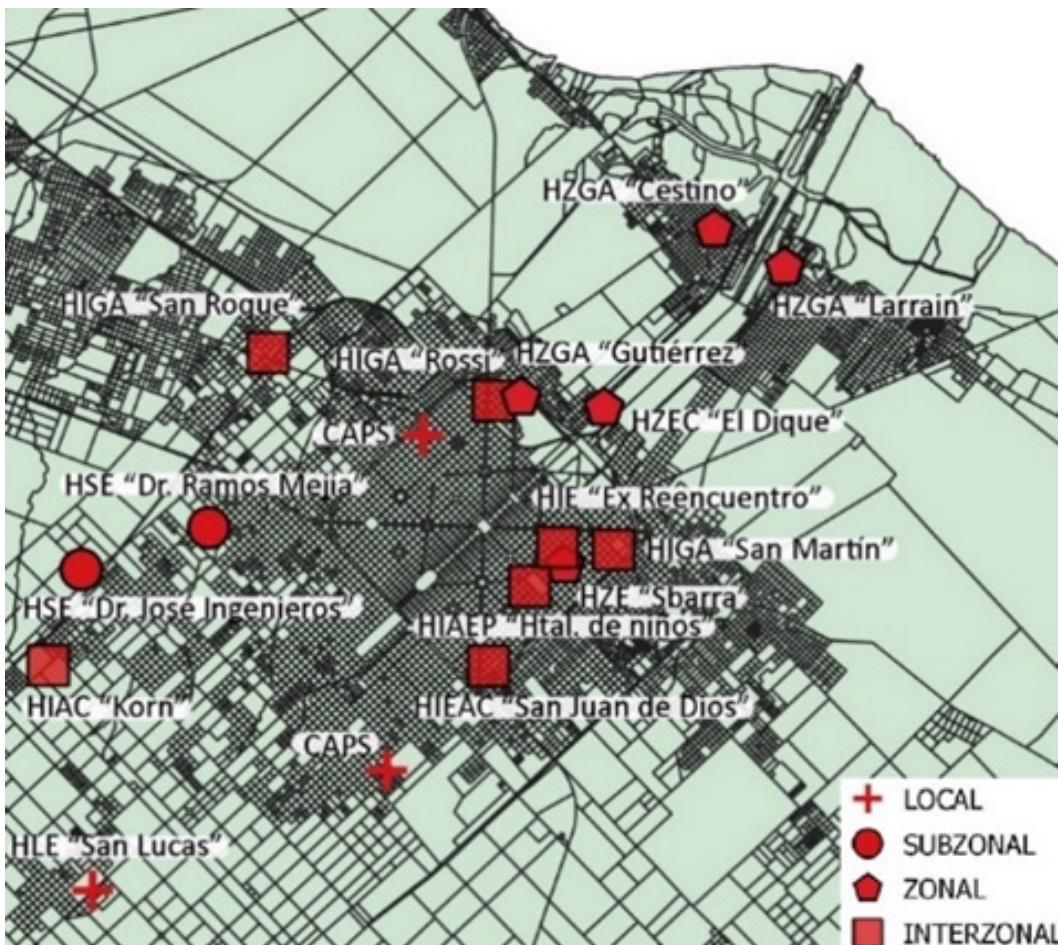 HZGA “Cestino”
HIGA “San Roque”
HZGA “Larrain”
HIGA “Rossi”
HZGA “Gutiérrez
CAPS
HZEC “El Dique”
HSE “Dr. Ramos Mejia”
HIE “Ex Reencuentro”
HIGA “San Martín”
HSE “Dr. José Ingenieros”
HZE “Sbarra
HIAEP “Htal. de niños”
HIAC “Korn”
HIEAC “San Juan de Dios”
CAPS
HLE “San Lucas”
LOCAL
SUBZONAL
ZONAL
INTERZONAL